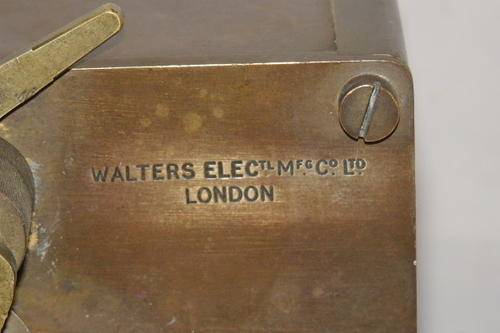 WALTERS ELECTL MFG CO LTD
LONDON